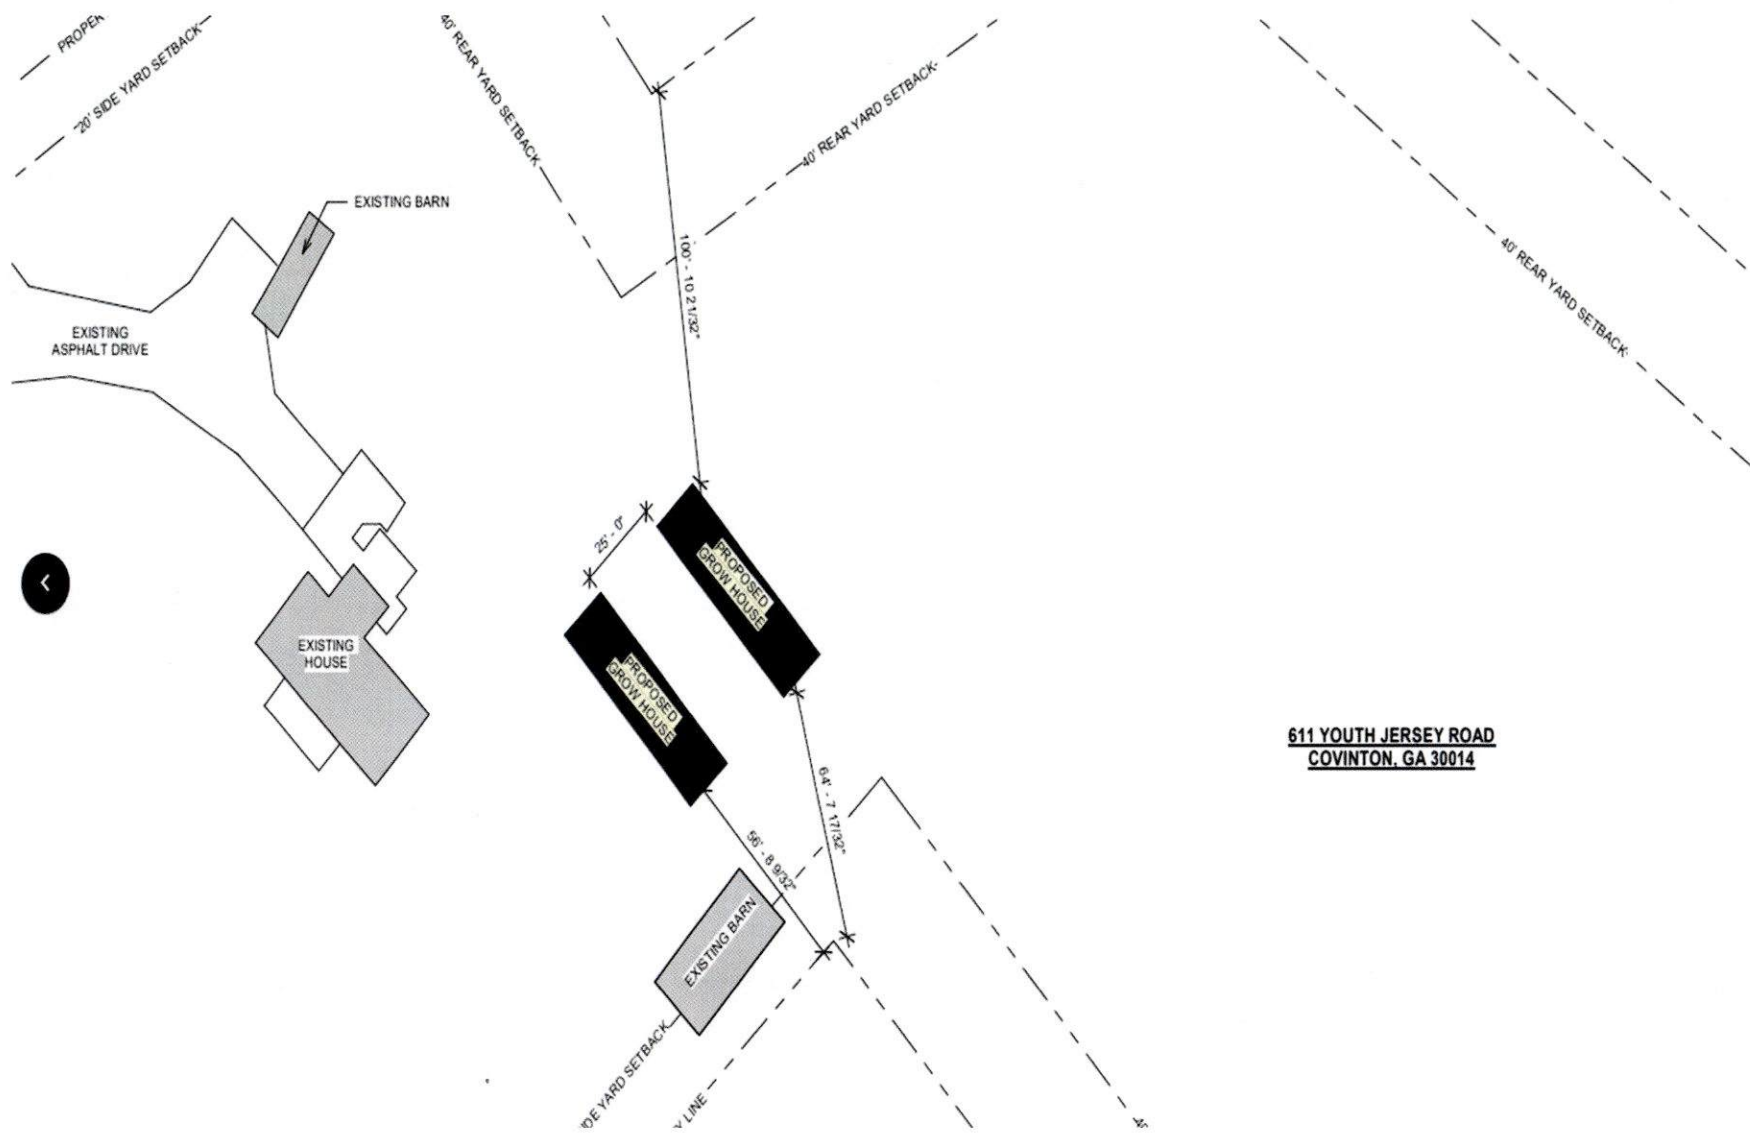 PROPER
20' SIDE YARD SETBACK
40' REAR YARD SETBACK
40' REAR YARD SETBACK
40' REAR YARD SETBACK
EXISTING BARN
EXISTING
ASPHALT DRIVE
100' - 10 21/32"
25' - 0"
PROPOSED
GROW HOUSE
PROPOSED
GROW HOUSE
EXISTING
HOUSE
611 YOUTH JERSEY ROAD
COVINTON, GA 30014
64' - 7 17/32"
56' - 8 9/32"
EXISTING BARN
IDE YARD SETBACK
Y LINE